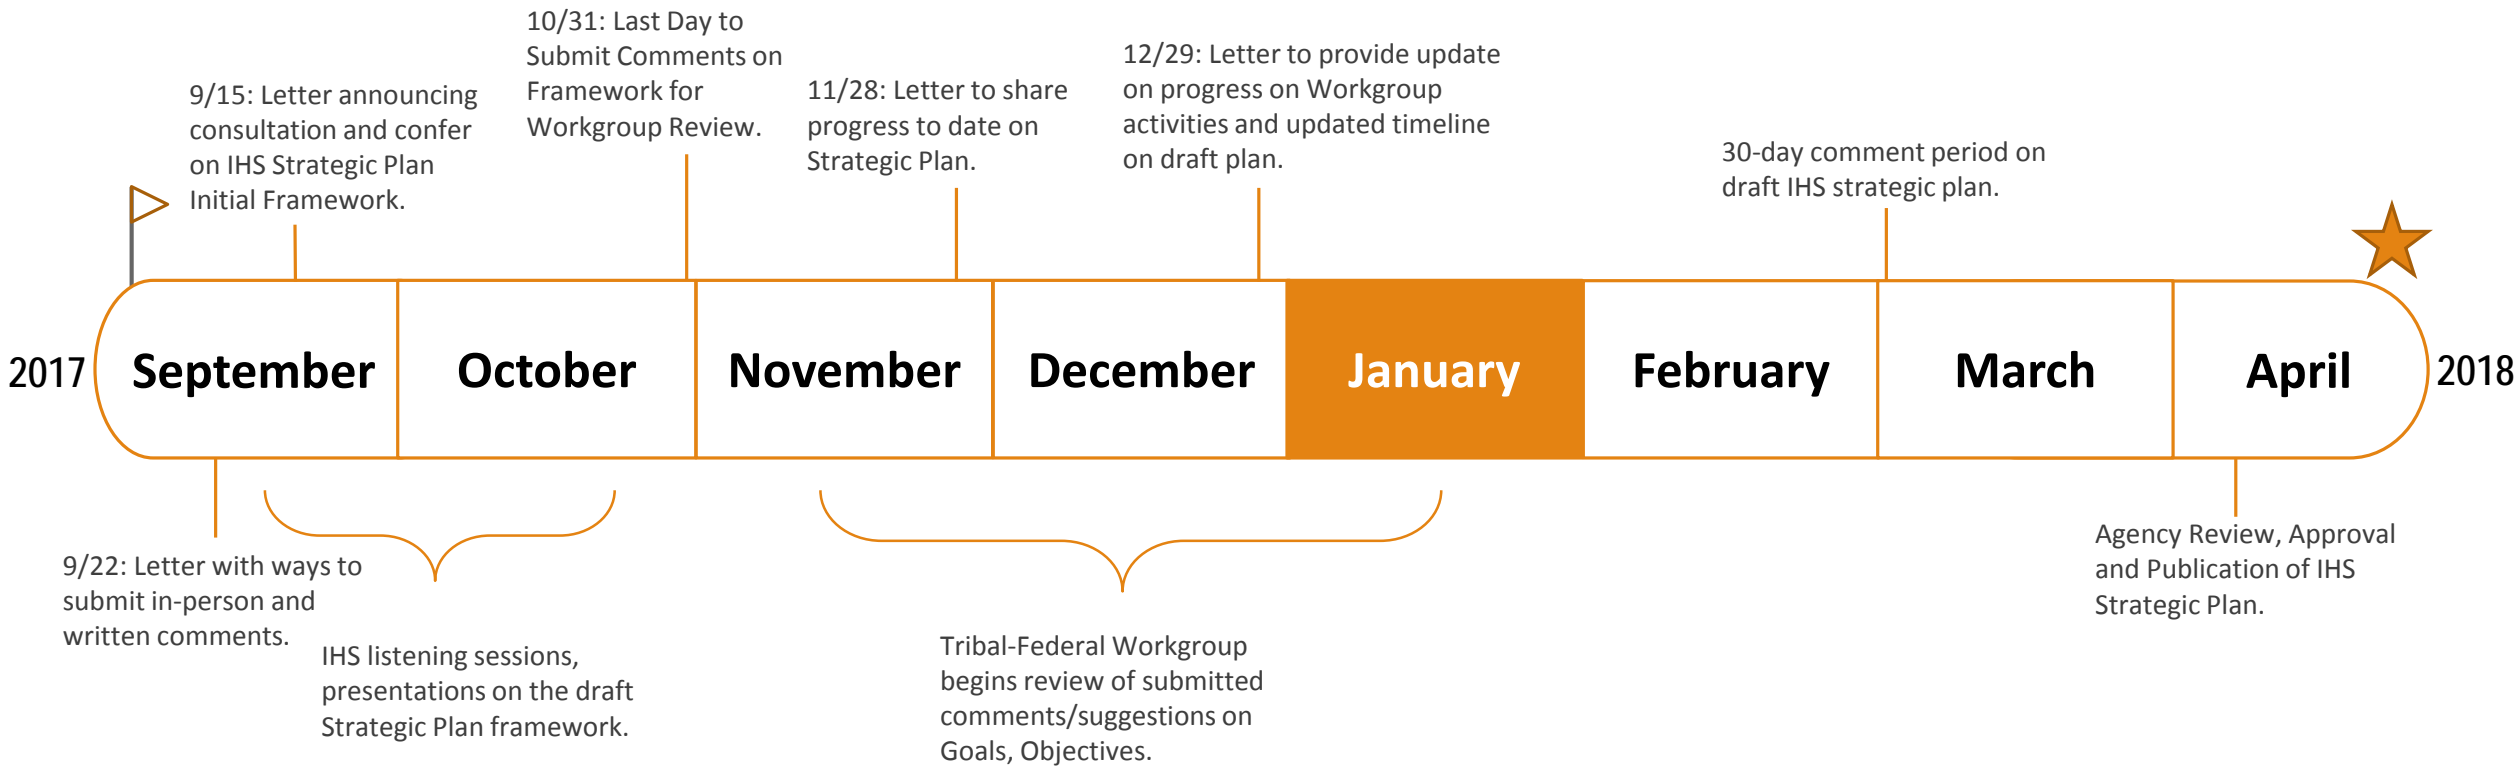 10/31: Last Day to
Submit Comments on
Framework for
Workgroup Review.
9/15: Letter announcing
consultation and confer
on IHS Strategic Plan
Initial Framework.
11/28: Letter to share
progress to date on
Strategic Plan.
12/29: Letter to provide update
on progress on Workgroup
activities and updated timeline
on draft plan.
30-day comment period on
draft IHS strategic plan.
2017 September October November December January February March April 2018
9/22: Letter with ways to
submit in-person and
written comments.
IHS listening sessions,
presentations on the draft
Strategic Plan framework.
Tribal-Federal Workgroup
begins review of submitted
comments/suggestions on
Goals, Objectives.
Agency Review, Approval
and Publication of IHS
Strategic Plan.